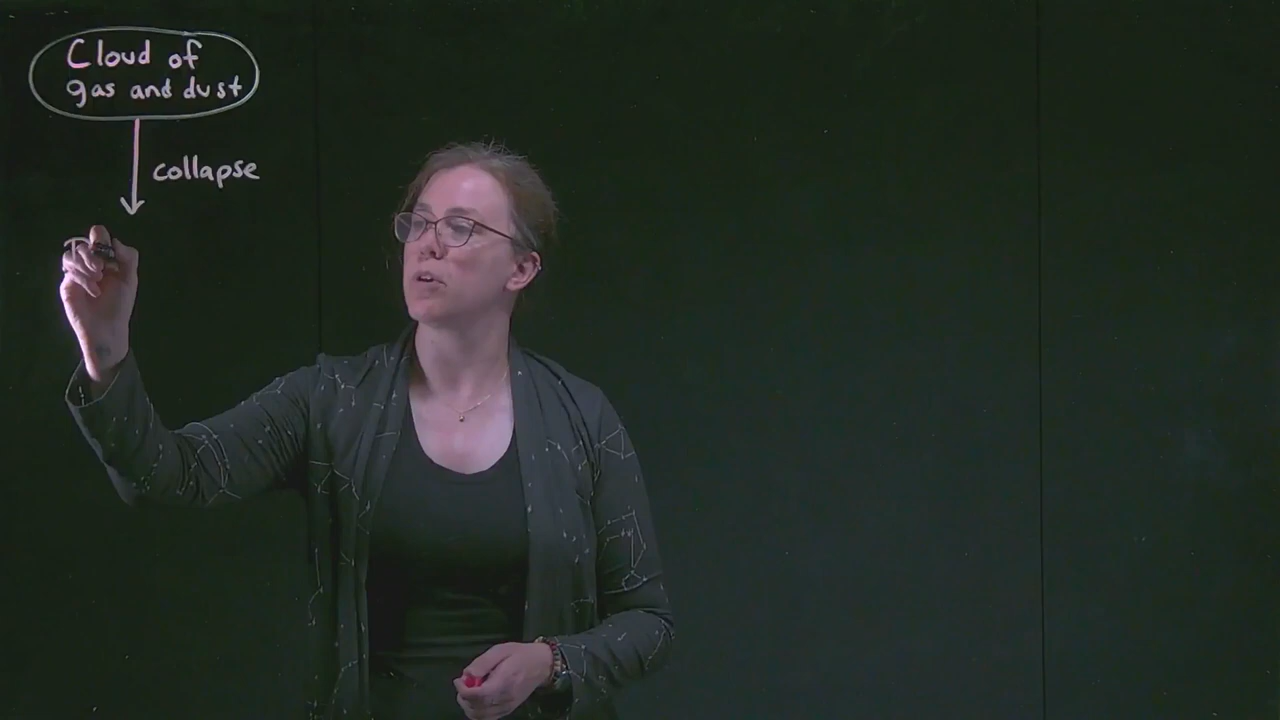 Cloud of
gas and dust
collapse